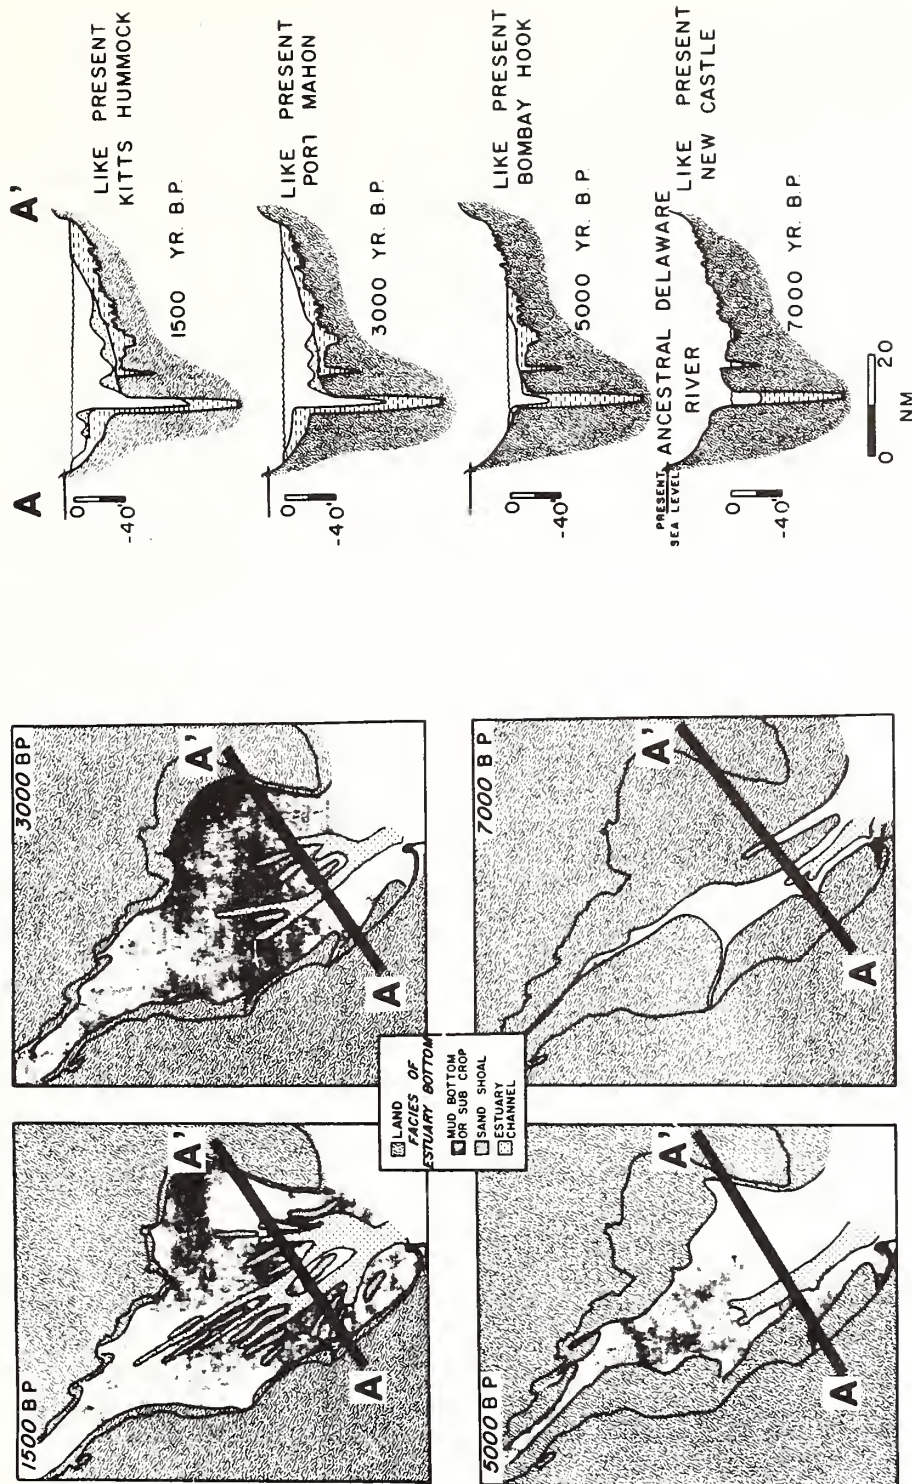 1500 BP
A
A'
3000 BP
A
A'
5000 BP
A
A'
7000 BP
A
A'
LAND
FACIES OF
ESTUARY BOTTOM
MUD BOTTOM
OR SUB CROP
SAND SHOAL
ESTUARY
CHANNEL
A
A'
0
-40'
1500 YR. B.P.
LIKE PRESENT
KITTS HUMMOCK
0
-40'
3000 YR. B.P.
LIKE PRESENT
PORT MAHON
0
-40'
5000 YR. B.P.
LIKE PRESENT
BOMBAY HOOK
PRESENT
SEA LEVEL
ANCESTRAL DELAWARE
RIVER
0
-40'
7000 YR. B.P.
LIKE PRESENT
NEW CASTLE
0
20
NM